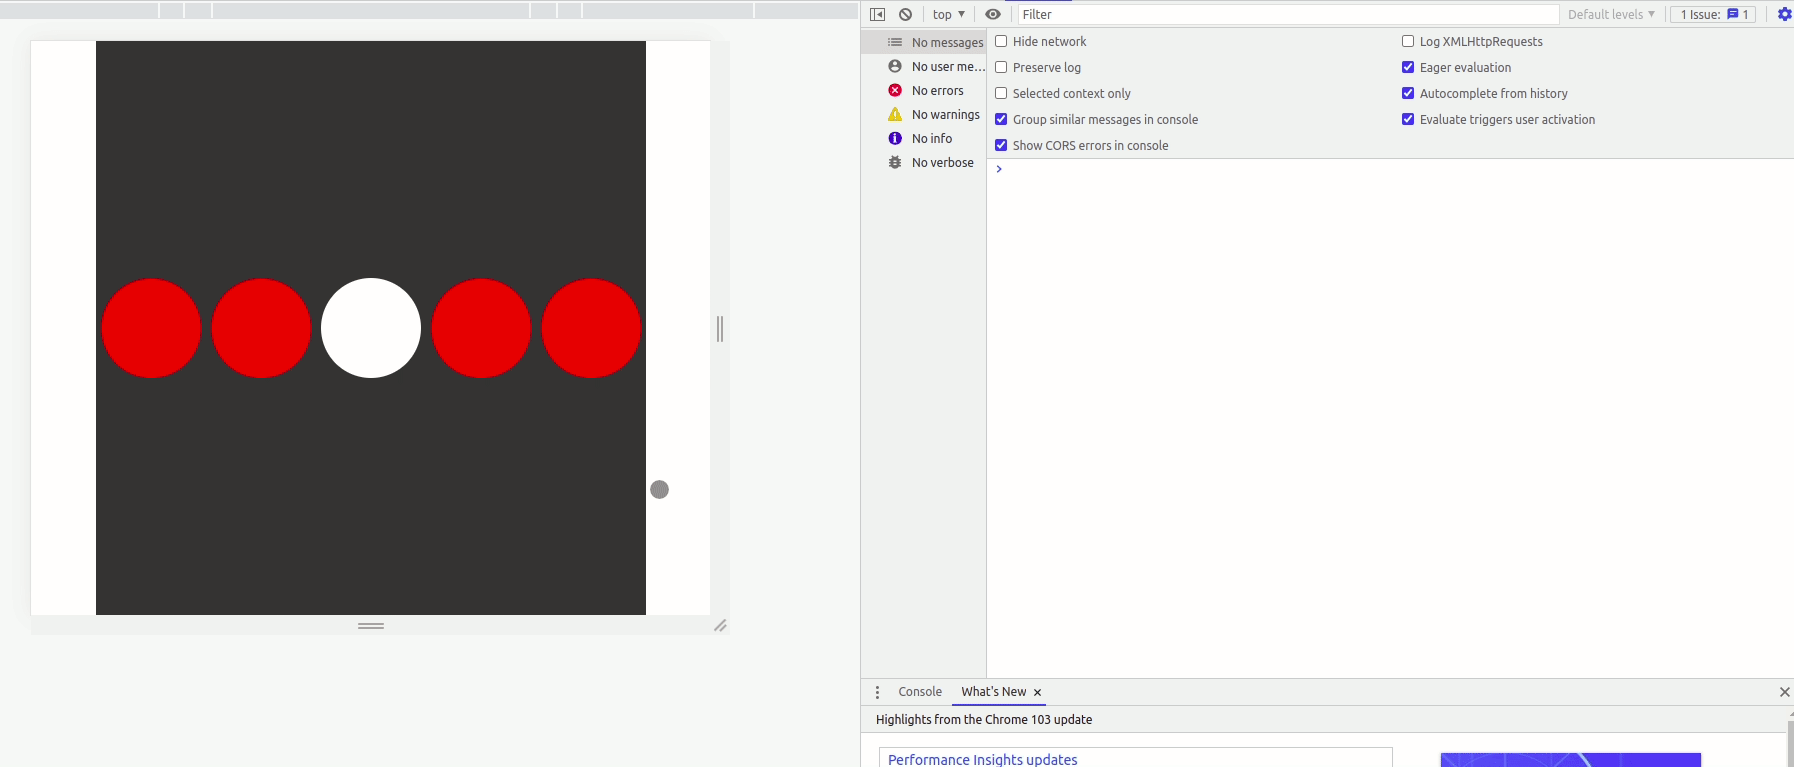 top ▼ Filter Default levels ▼ 1 Issue: 1
No messages
No user me...
No errors
No warnings
No info
No verbose
Hide network
Preserve log
Selected context only
Group similar messages in console
Show CORS errors in console
Log XMLHttpRequests
Eager evaluation
Autocomplete from history
Evaluate triggers user activation
Console What's New
Highlights from the Chrome 103 update
Performance Insights updates